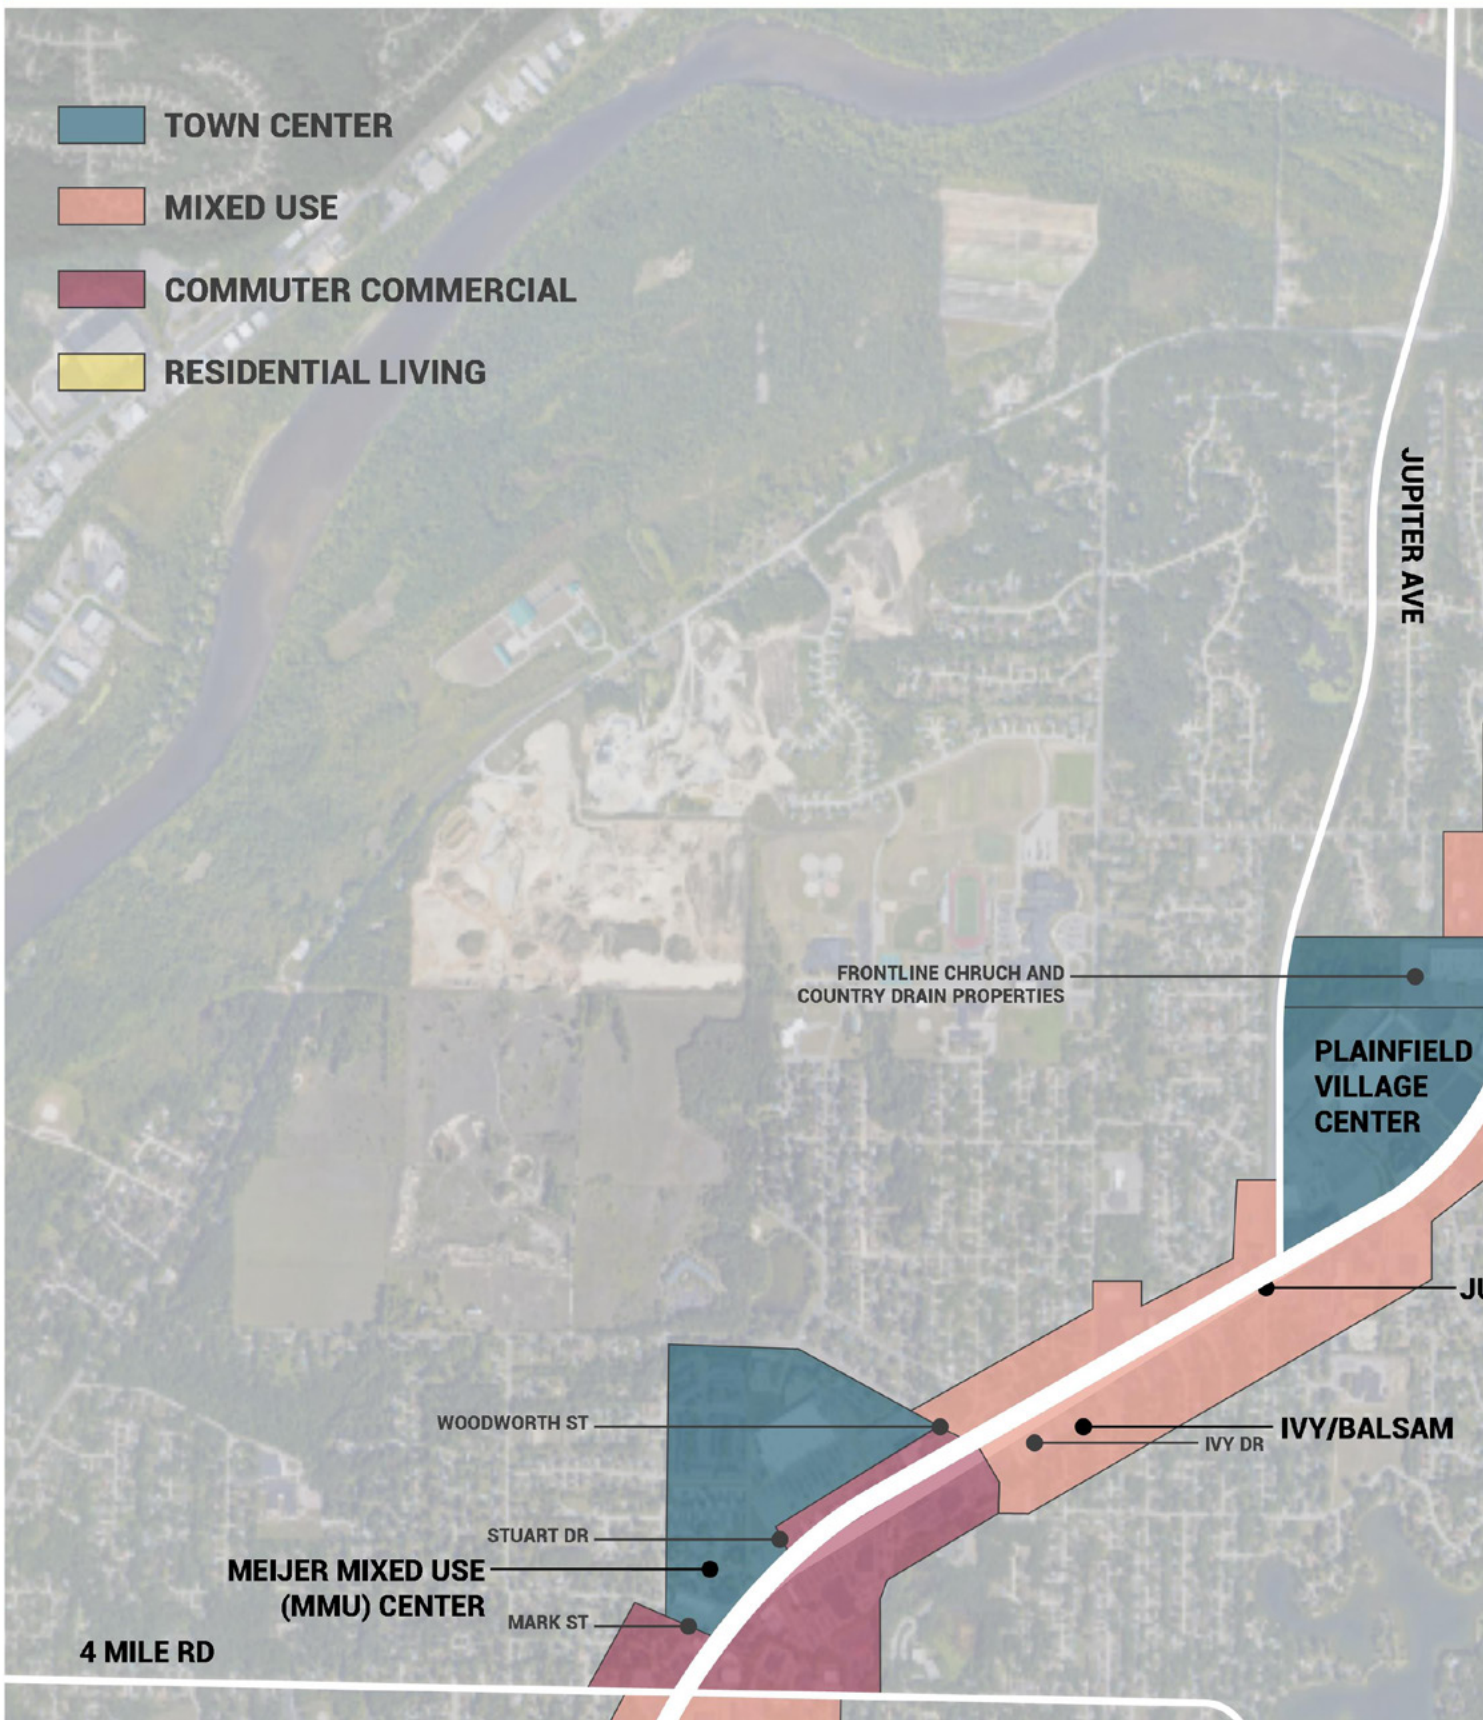 TOWN CENTER
MIXED USE
COMMUTER COMMERCIAL
RESIDENTIAL LIVING
JUPITER AVE
FRONTLINE CHRUCH AND
COUNTRY DRAIN PROPERTIES
PLAINFIELD
VILLAGE
CENTER
JU
WOODWORTH ST
IVY/BALSAM
IVY DR
STUART DR
MEIJER MIXED USE
(MMU) CENTER
MARK ST
4 MILE RD